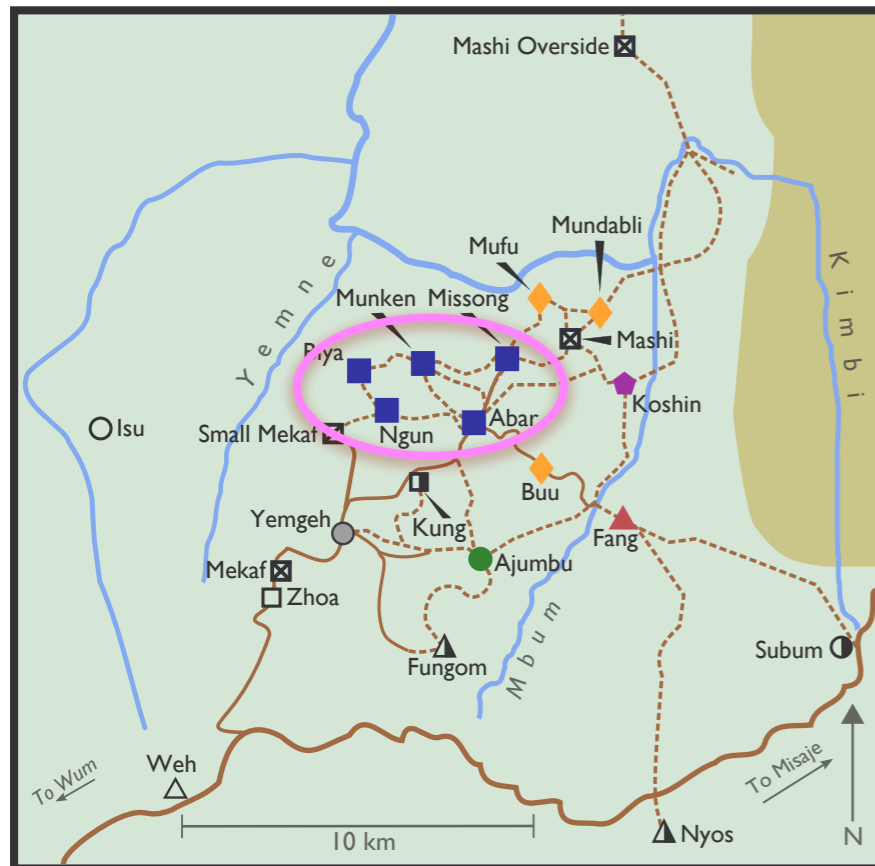 Mashi Overside
Mundabli
Mufu
Munken
Missong
Yemne
Kimbi
Mashi
Biya
Koshin
Isu
Small Mekaf
Ngun
Abar
Buu
Kung
Yemgeh
Fang
Ajumbu
Mekaf
Zhoa
Mbum
Fungom
Subum
Weh
To Wum
To Misaje
10 km
Nyos
N